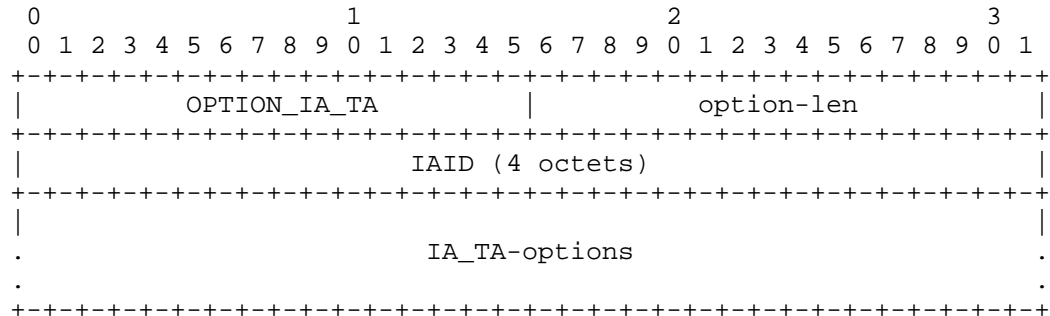 0                   1                   2                   3
 0 1 2 3 4 5 6 7 8 9 0 1 2 3 4 5 6 7 8 9 0 1 2 3 4 5 6 7 8 9 0 1
+-+-+-+-+-+-+-+-+-+-+-+-+-+-+-+-+-+-+-+-+-+-+-+-+-+-+-+-+-+-+-+-+
|          OPTION_IA_TA         |          option-len           |
+-+-+-+-+-+-+-+-+-+-+-+-+-+-+-+-+-+-+-+-+-+-+-+-+-+-+-+-+-+-+-+-+
|                        IAID (4 octets)                        |
+-+-+-+-+-+-+-+-+-+-+-+-+-+-+-+-+-+-+-+-+-+-+-+-+-+-+-+-+-+-+-+-+
|                                                               |
.                         IA_TA-options                         .
.                                                               .
+-+-+-+-+-+-+-+-+-+-+-+-+-+-+-+-+-+-+-+-+-+-+-+-+-+-+-+-+-+-+-+-+